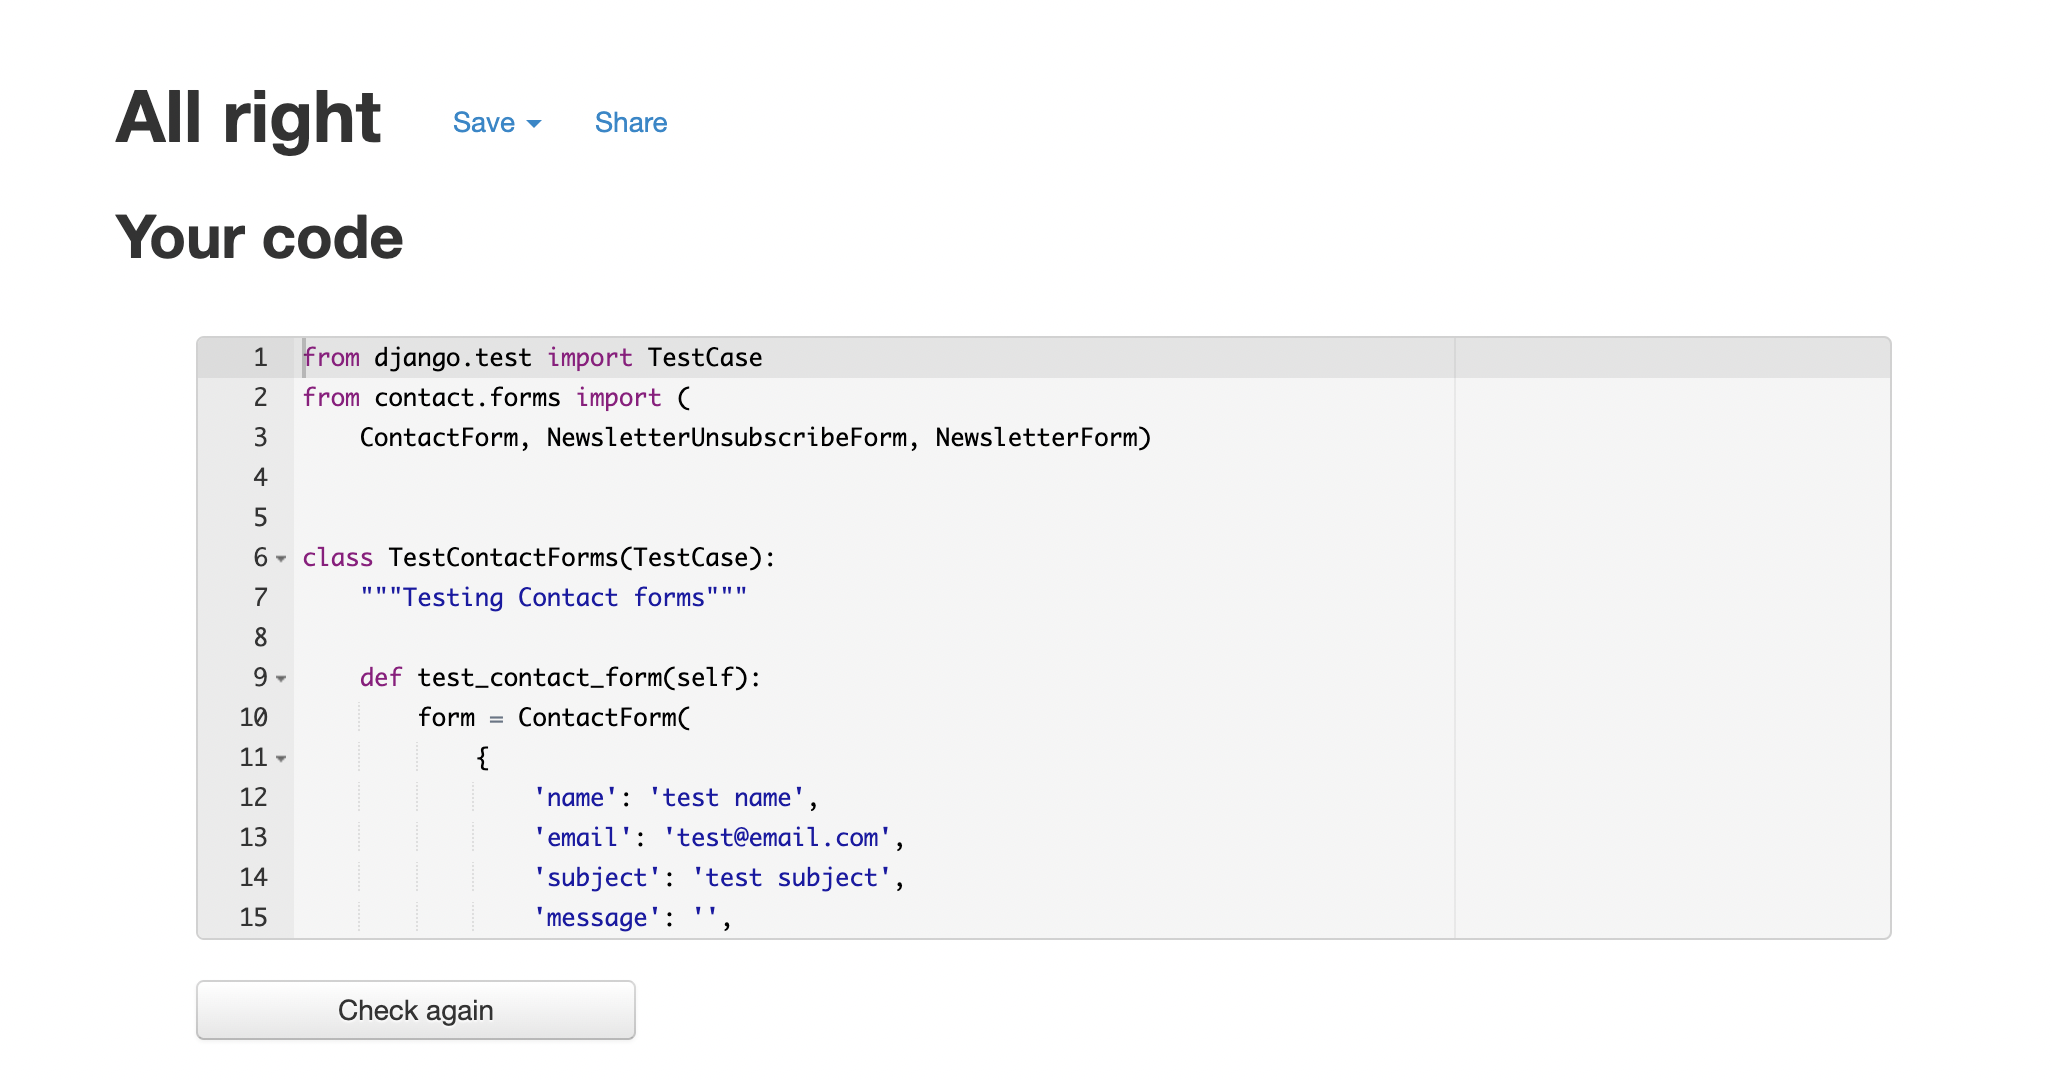 All right Save Share
Your code
1 from django.test import TestCase
2 from contact.forms import (
3     ContactForm, NewsletterUnsubscribeForm, NewsletterForm)
4
5
6 class TestContactForms(TestCase):
7     """Testing Contact forms"""
8
9     def test_contact_form(self):
10         form = ContactForm(
11             {
12                 'name': 'test name',
13                 'email': 'test@email.com',
14                 'subject': 'test subject',
15                 'message': '',
Check again